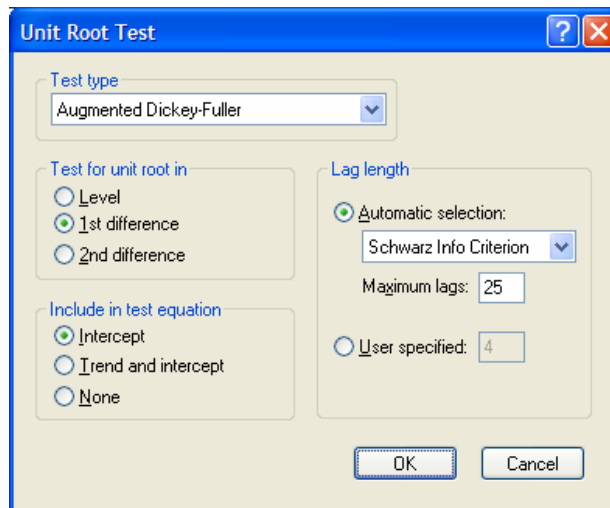 Unit Root Test
Test type
Augmented Dickey-Fuller
Test for unit root in
Level
1st difference
2nd difference
Include in test equation
Intercept
Trend and intercept
None
Lag length
Automatic selection:
Schwarz Info Criterion
Maximum lags: 25
User specified: 4
OK Cancel